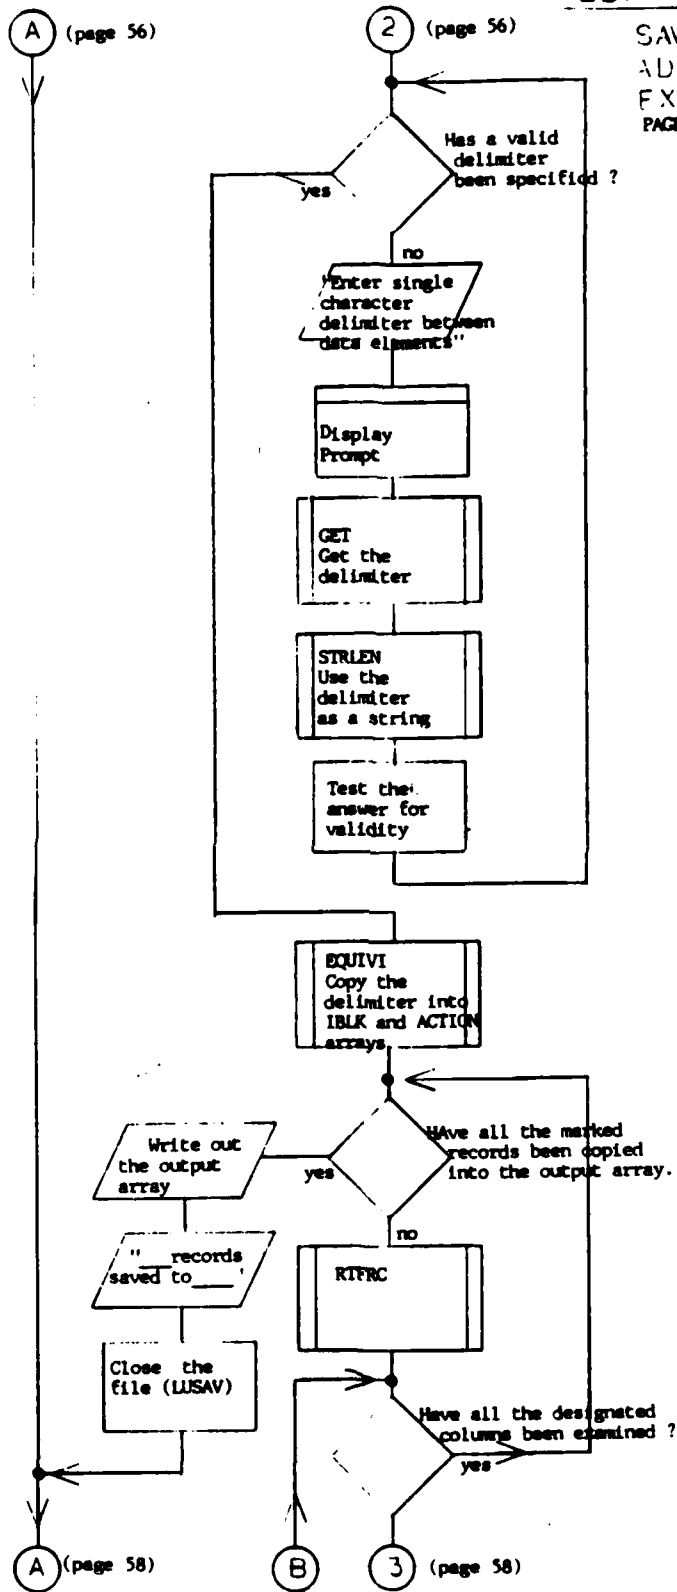 A (page 56)
2 (page 56)
SAV
AD
EX
PAGE
Has a valid
delimiter
been specified ?
yes
no
"Enter single
character
delimiter between
data elements"
Display
Prompt
GET
Get the
delimiter
STRLEN
Use the
delimiter
as a string
Test the
answer for
validity
EQUIVI
Copy the
delimiter into
IBLK and ACTION
arrays
HAve all the marked
records been copied
into the output array.
yes
no
Write out
the output
array
"__records
saved to____ '
Close the
file (LUSAV)
RTFRC
Have all the designated
columns been examined ?
yes
A (page 58)
B
3 (page 58)